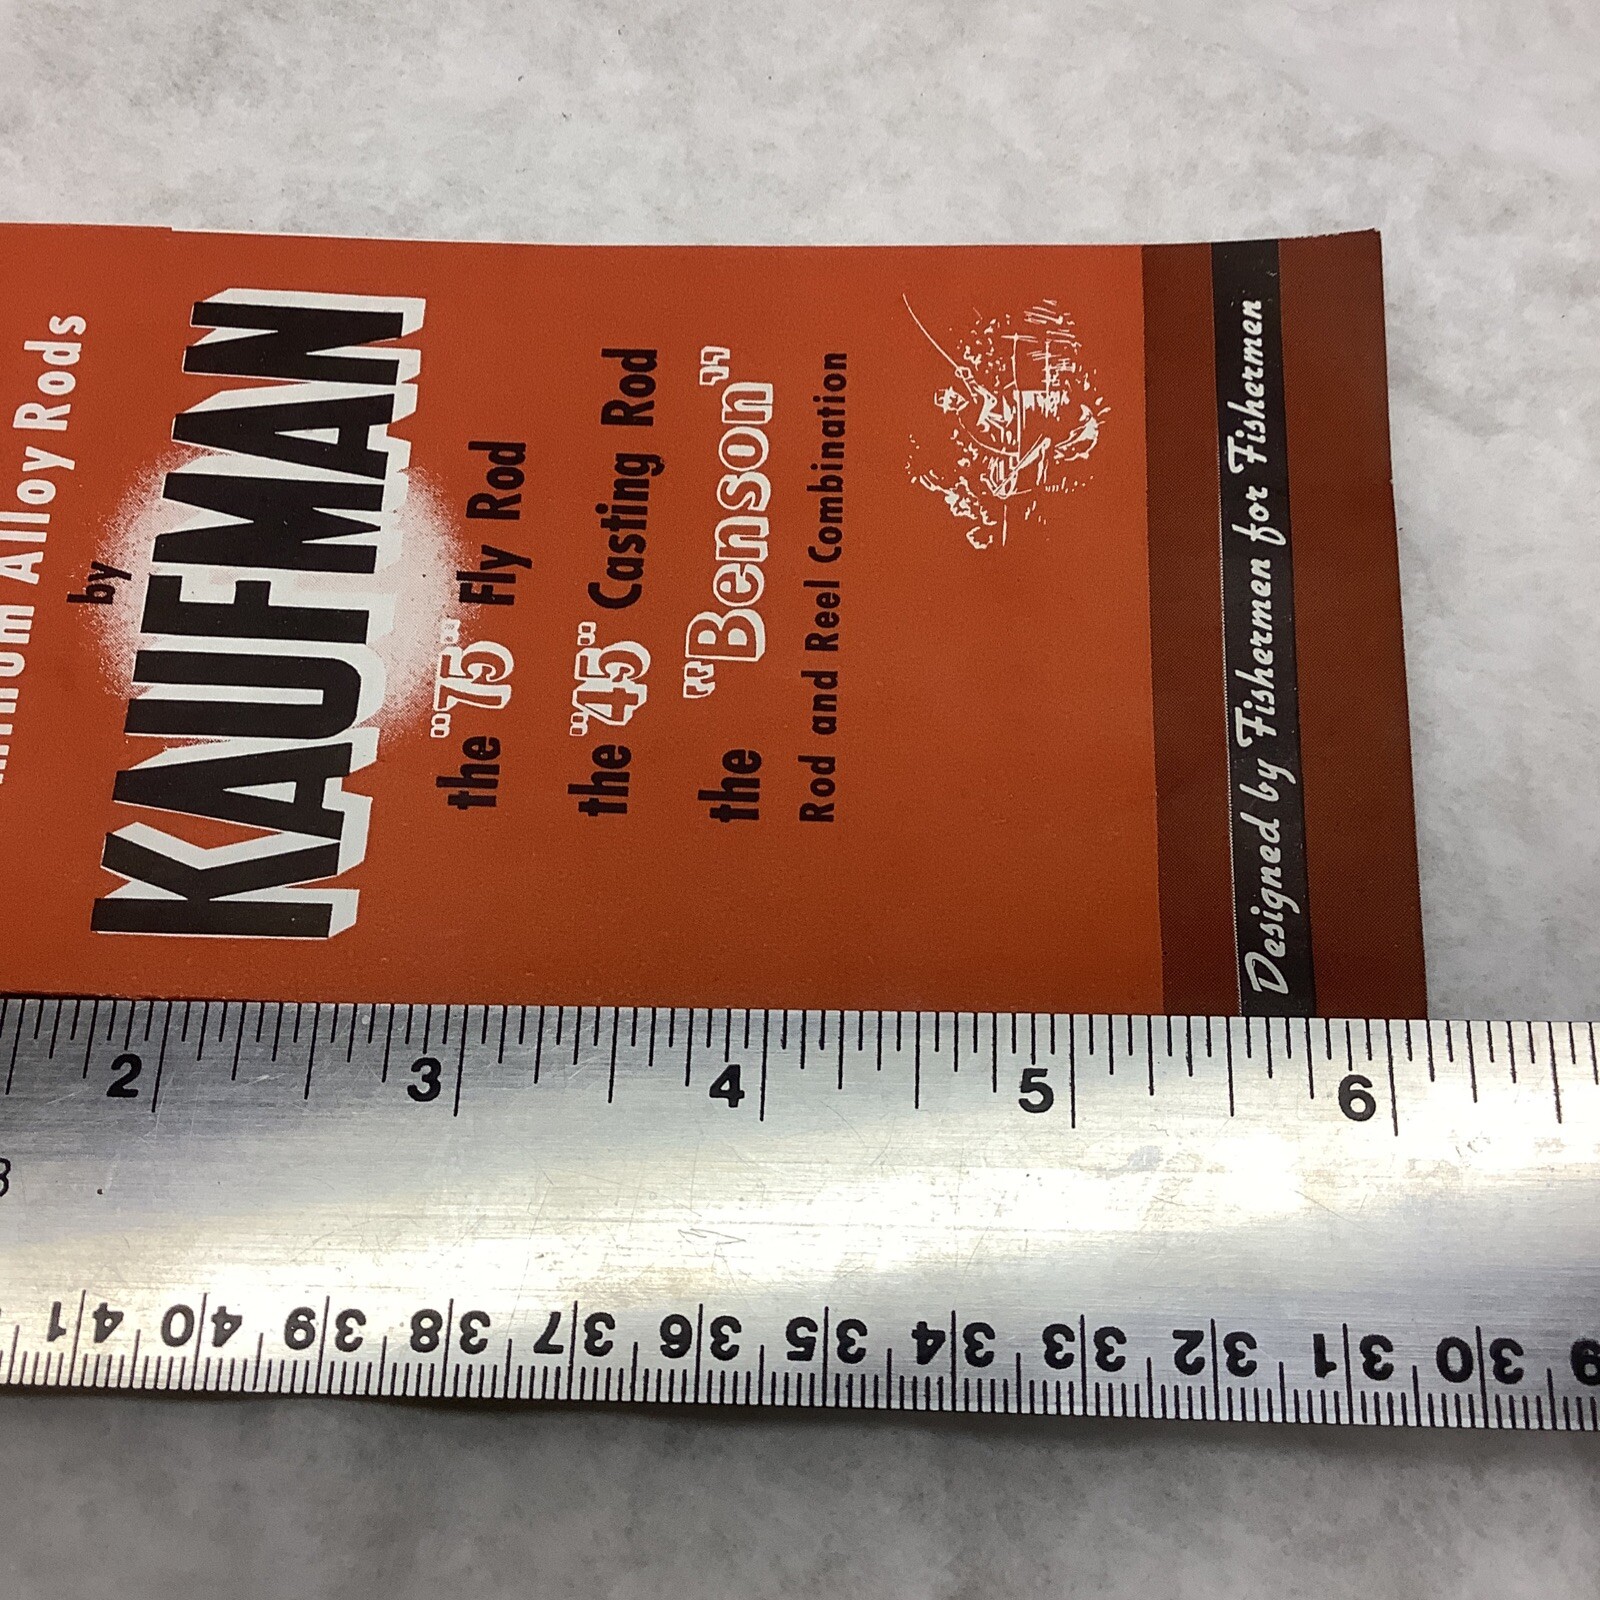 Alloy Rods
by
KAUFMAN
the "75" Fly Rod
the "45" Casting Rod
the "Benson"
Rod and Reel Combination
Designed by Fishermen for Fishermen
2 3 4 5 6
41 40 39 38 37 36 35 34 33 32 31 30